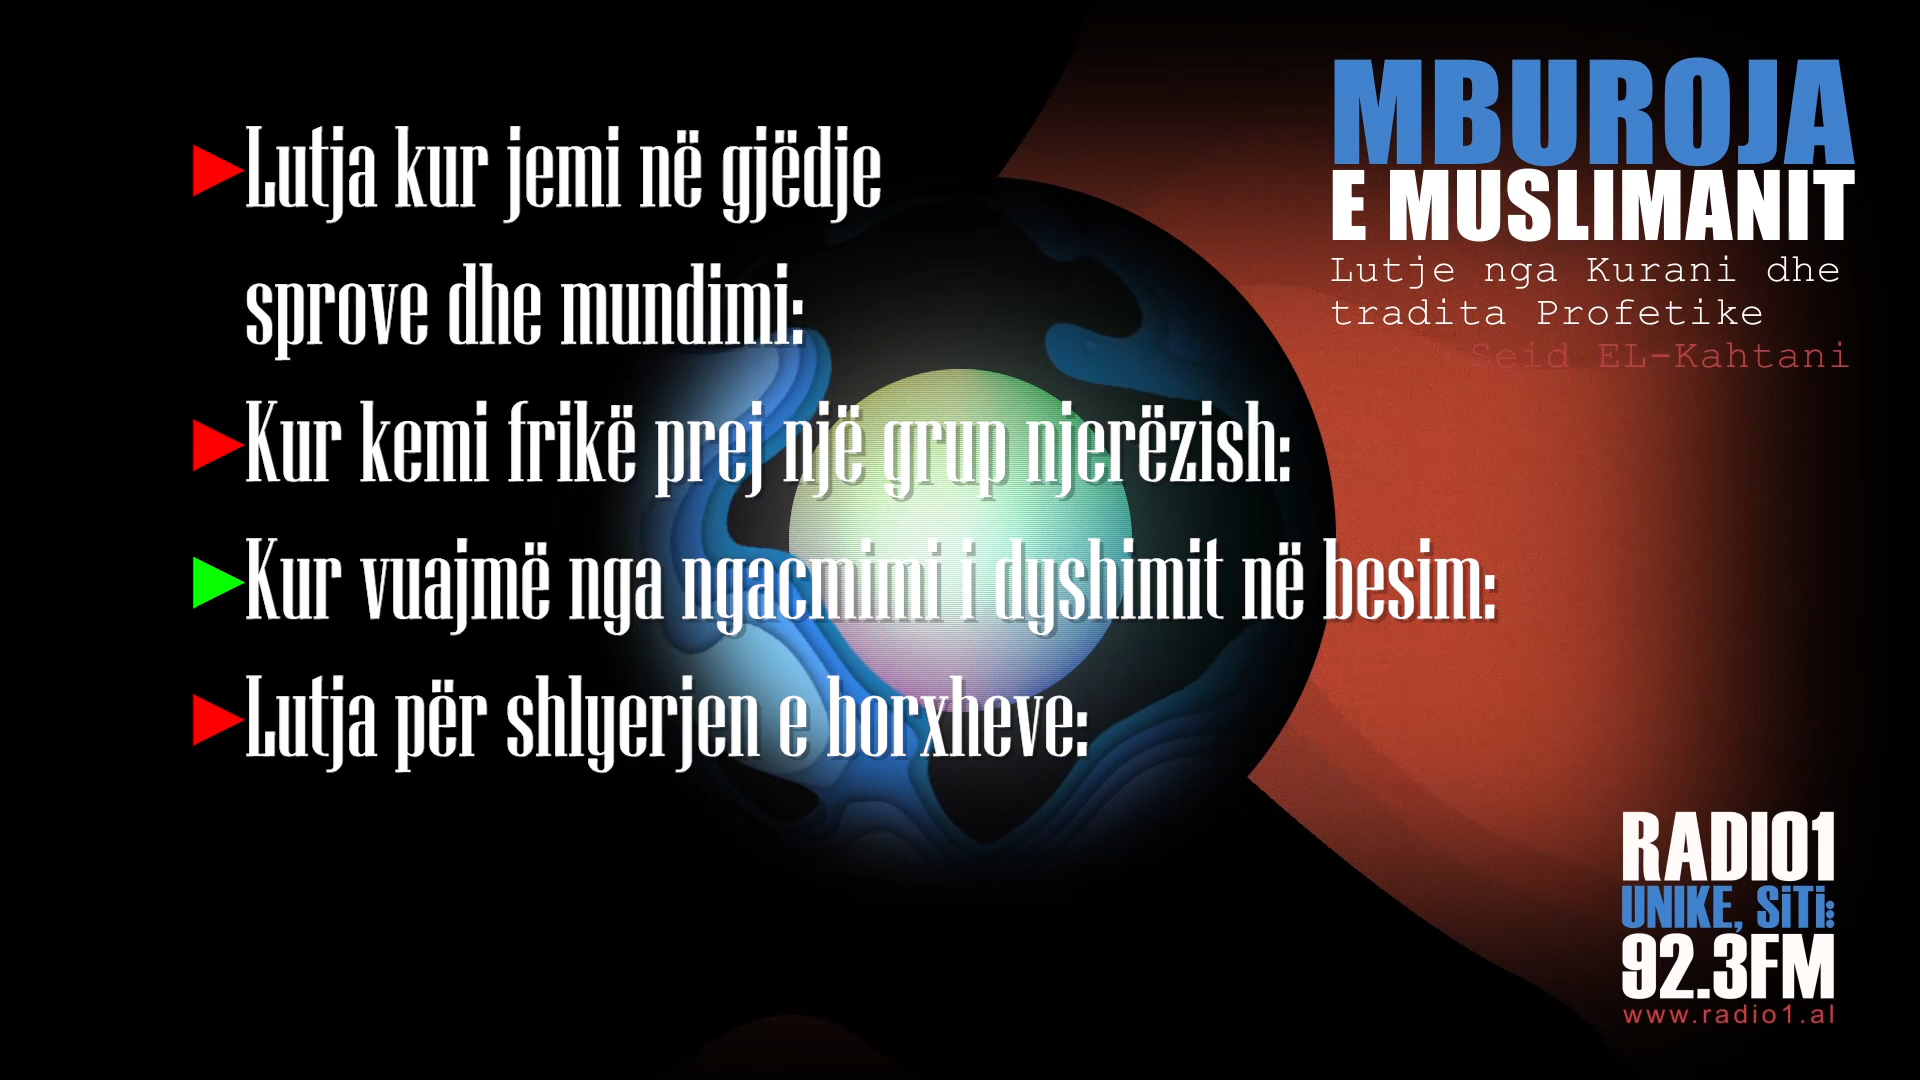 Lutja kur jemi në gjëdje
sprove dhe mundimi:
Kur kemi frikë prej një grup njerëzish:
Kur vuajmë nga ngacmimi i dyshimit në besim:
Lutja për shlyerjen e borxheve:
MBUROJA
E MUSLIMANIT
Lutje nga Kurani dhe
tradita Profetike
Seid EL-Kahtani
RADIO1
UNIKE, SiTi:
92.3FM
www.radio1.al